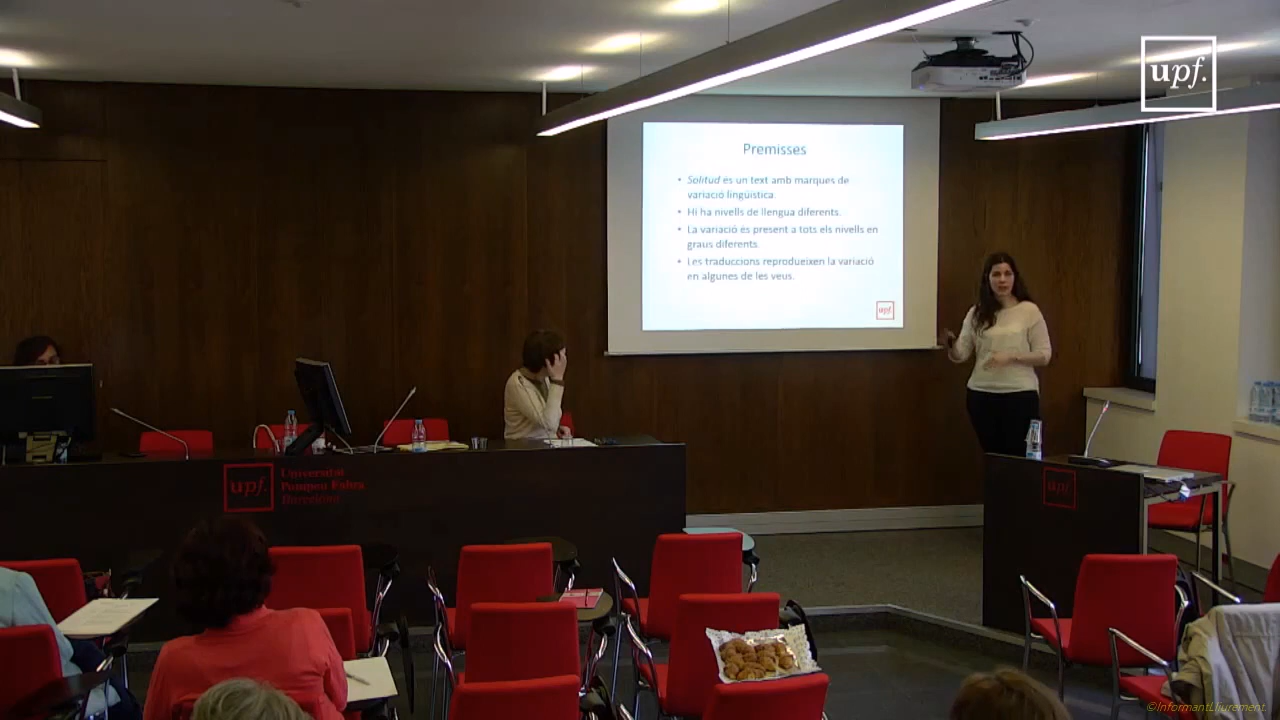 upf.
Premisses
• Solitud és un text amb marques de
variació lingüística.
• Hi ha nivells de llengua diferents.
• La variació és present a tots els nivells en
graus diferents.
• Les traduccions reprodueixen la variació
en algunes de les veus.
upf.
upf.
Universitat
Pompeu Fabra
Barcelona
upf.
©InformantLliurement.